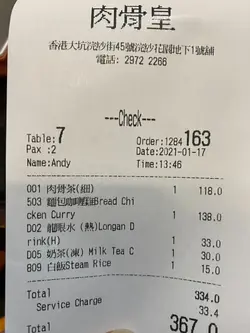 肉骨皇
香港大坑浣沙街45號浣沙花園地下1號舖
電話: 2972 2266
---Check---
Table:7 Order:1284 163
Pax :2 Date:2021-01-17
Name:Andy Time:13:46
001 肉骨茶(細) 1 118.0
503 麵包咖喱雞Bread Chi
cken Curry 1 138.0
D02 龍眼水 (熱)Longan D
rink(H) 1 33.0
D05 奶茶(凍) Milk Tea C 1 30.0
809 白飯Steam Rice 1 15.0
Total 334.0
Service Charge 33.4
Total 367.0